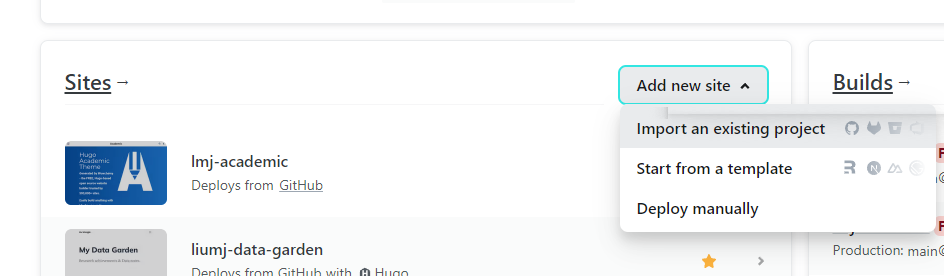 Sites →
Add new site
Builds →
Import an existing project
Start from a template
Deploy manually
Hugo
Academic
Theme
lmj-academic
Deploys from GitHub
My Data Garden
liumj-data-garden
Deploys from GitHub with Hugo
Production: main@